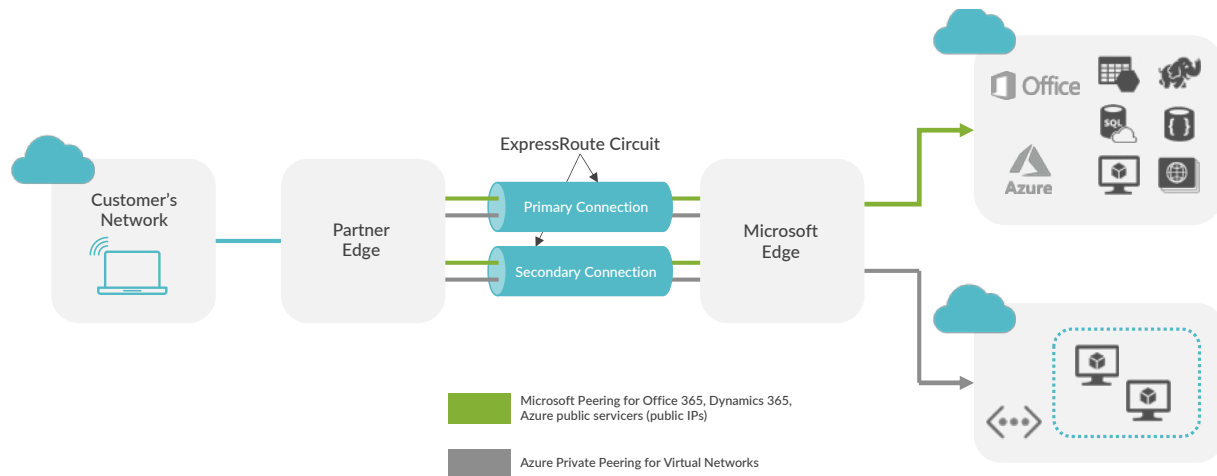 ExpressRoute Circuit
Customer's
Network
Partner
Edge
Primary Connection
Secondary Connection
Microsoft
Edge
Office
SQL
{ }
Azure
Microsoft Peering for Office 365, Dynamics 365,
Azure public servicers (public IPs)
Azure Private Peering for Virtual Networks